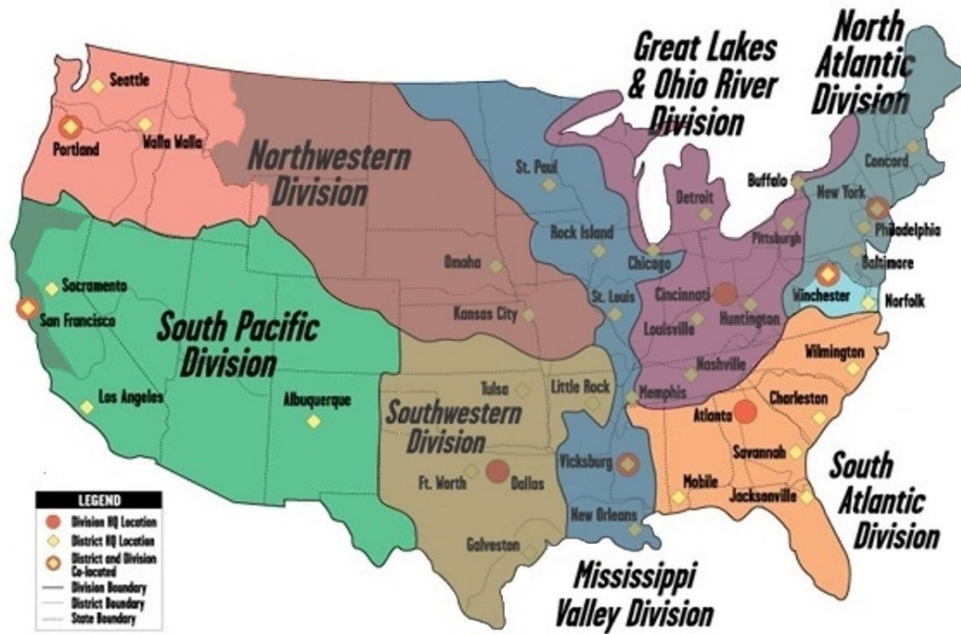 Great Lakes
& Ohio River
Division
North
Atlantic
Division
Seattle
Portland
Walla Walla
Northwestern
Division
St. Paul
Buffalo
Concord
Detroit
New York
Pittsburgh
Philadelphia
Rock Island
Chicago
Baltimore
Omaha
Sacramento
San Francisco
Kansas City
St. Louis
Cincinnati
Louisville
Huntington
Winchester
Norfolk
South Pacific
Division
Nashville
Wilmington
Los Angeles
Albuquerque
Tulsa
Little Rock
Memphis
Charleston
Southwestern
Division
Atlanta
Savannah
Vicksburg
Ft. Worth
Dallas
Mobile
Jacksonville
South
Atlantic
Division
New Orleans
Galveston
Mississippi
Valley Division
LEGEND
Division HQ Location
District HQ Location
District and Division
Co-located
Division Boundary
District Boundary
State Boundary